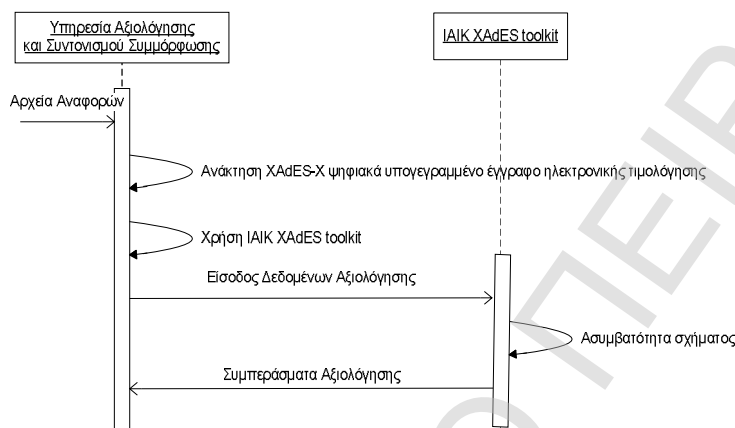 Υπηρεσία Αξιολόγησης
και Συντονισμού Συμμόρφωσης
IAIK XAdES toolkit
Αρχεία Αναφορών
Ανάκτηση XAdES-X ψηφιακά υπογεγραμμένο έγγραφο ηλεκτρονικής τιμολόγησης
Χρήση IAIK XAdES toolkit
Είσοδος Δεδομένων Αξιολόγησης
Ασυμβατότητα σχήματος
Συμπεράσματα Αξιολόγησης